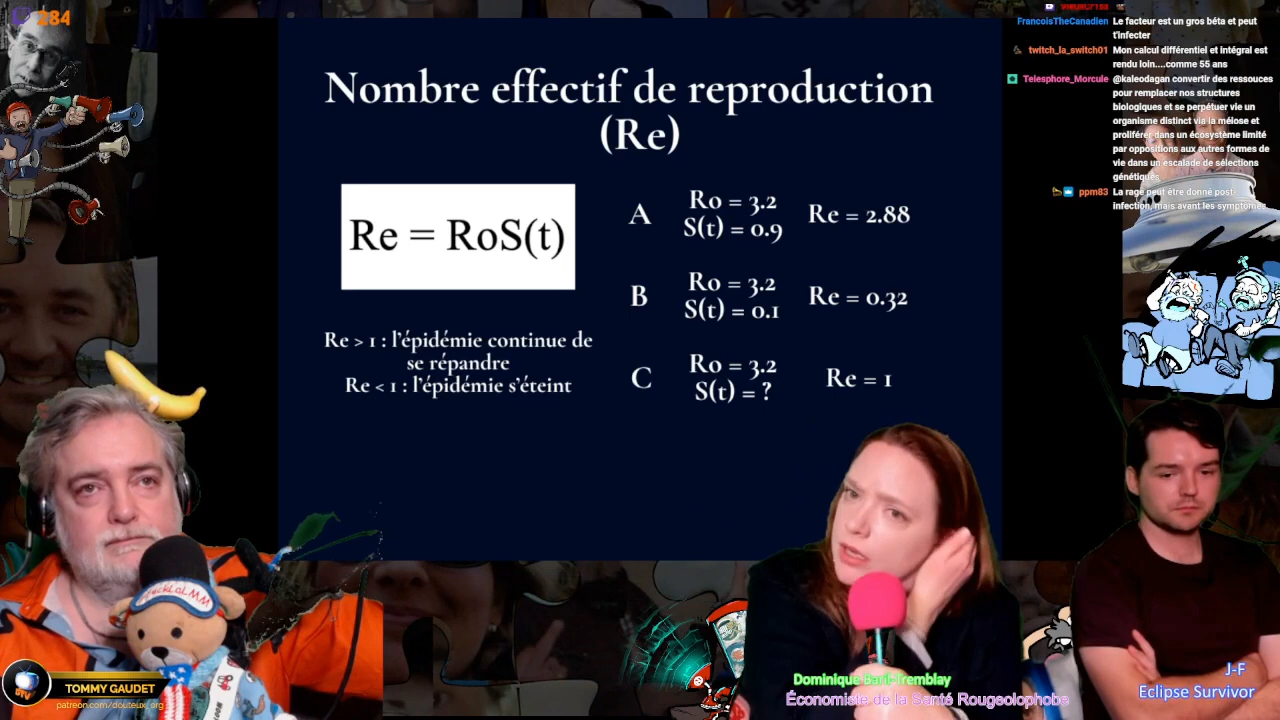 284
FrancoisTheCanadien Le facteur est un gros béta et peut
t'infecter
twitch_la_switch01 Mon calcul différentiel et intégral est
rendu loin....comme 55 ans
Telesphore_Morcule @kaleodagan convertir des ressouces
pour remplacer nos structures
biologiques et se perpétuer vie un
organisme distinct via la méiose et
proliférer dans un écosystème limité
par oppositions aux autres formes de
vie dans un escalade de sélections
génétiques
ppm83 La rage peut être donné post-
infection, mais avant les symptomes
Nombre effectif de reproduction
(Re)
Re = RoS(t)
Re > 1 : l'épidémie continue de
se répandre
Re < 1 : l'épidémie s'éteint
A Ro = 3.2 S(t) = 0.9 Re = 2.88
B Ro = 3.2 S(t) = 0.1 Re = 0.32
C Ro = 3.2 S(t) = ? Re = 1
DTV
TOMMY GAUDET
patreon.com/douteux_org
Dominique Baril-Tremblay
Économiste de la Santé Rougeolophobe
J-F
Eclipse Survivor